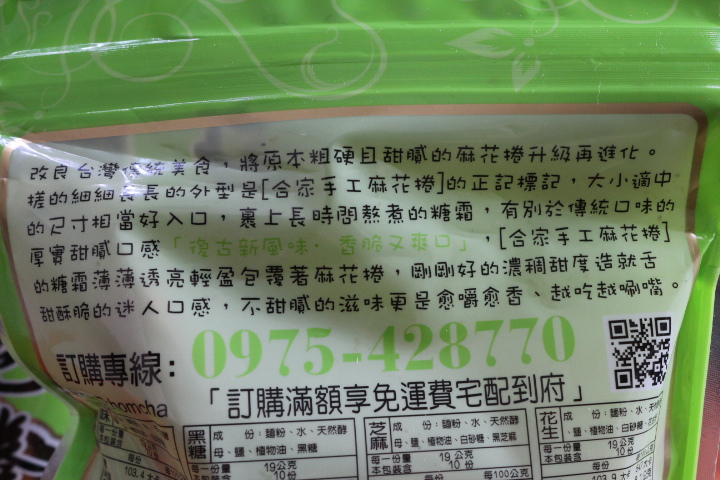 改良台灣傳統美食，將原本粗硬且甜膩的麻花捲升級再進化。
搓的細細長長的外型是[合家手工麻花捲]的正記標記，大小適中
的尺寸相當好入口，裹上長時間熬煮的糖霜，有別於傳統口味的
厚實甜膩口感「復古新風味．香脆又爽口」，[合家手工麻花捲]
的糖霜薄薄透亮輕盈包覆著麻花捲，剛剛好的濃稠甜度造就舌
甜酥脆的迷人口感，不甜膩的滋味更是愈嚼愈香、越吃越唰嘴。
訂購專線：0975-428770
homcha
「訂購滿額享免運費宅配到府」
黑糖
成 份：麵粉、水、天然酵
母、鹽、植物油、黑糖
每一份量 19公克
本包裝含 10份
每份
芝麻
成 份：麵粉、水、天然酵
母、鹽、植物油、白砂糖、黑芝麻
每一份量 19公克
本包裝含 10份
每份 每100公克
花生
成 份：麵粉、水、天然
母、鹽、植物油、白砂糖
每一份量 19公克
本包裝含 10份
每份